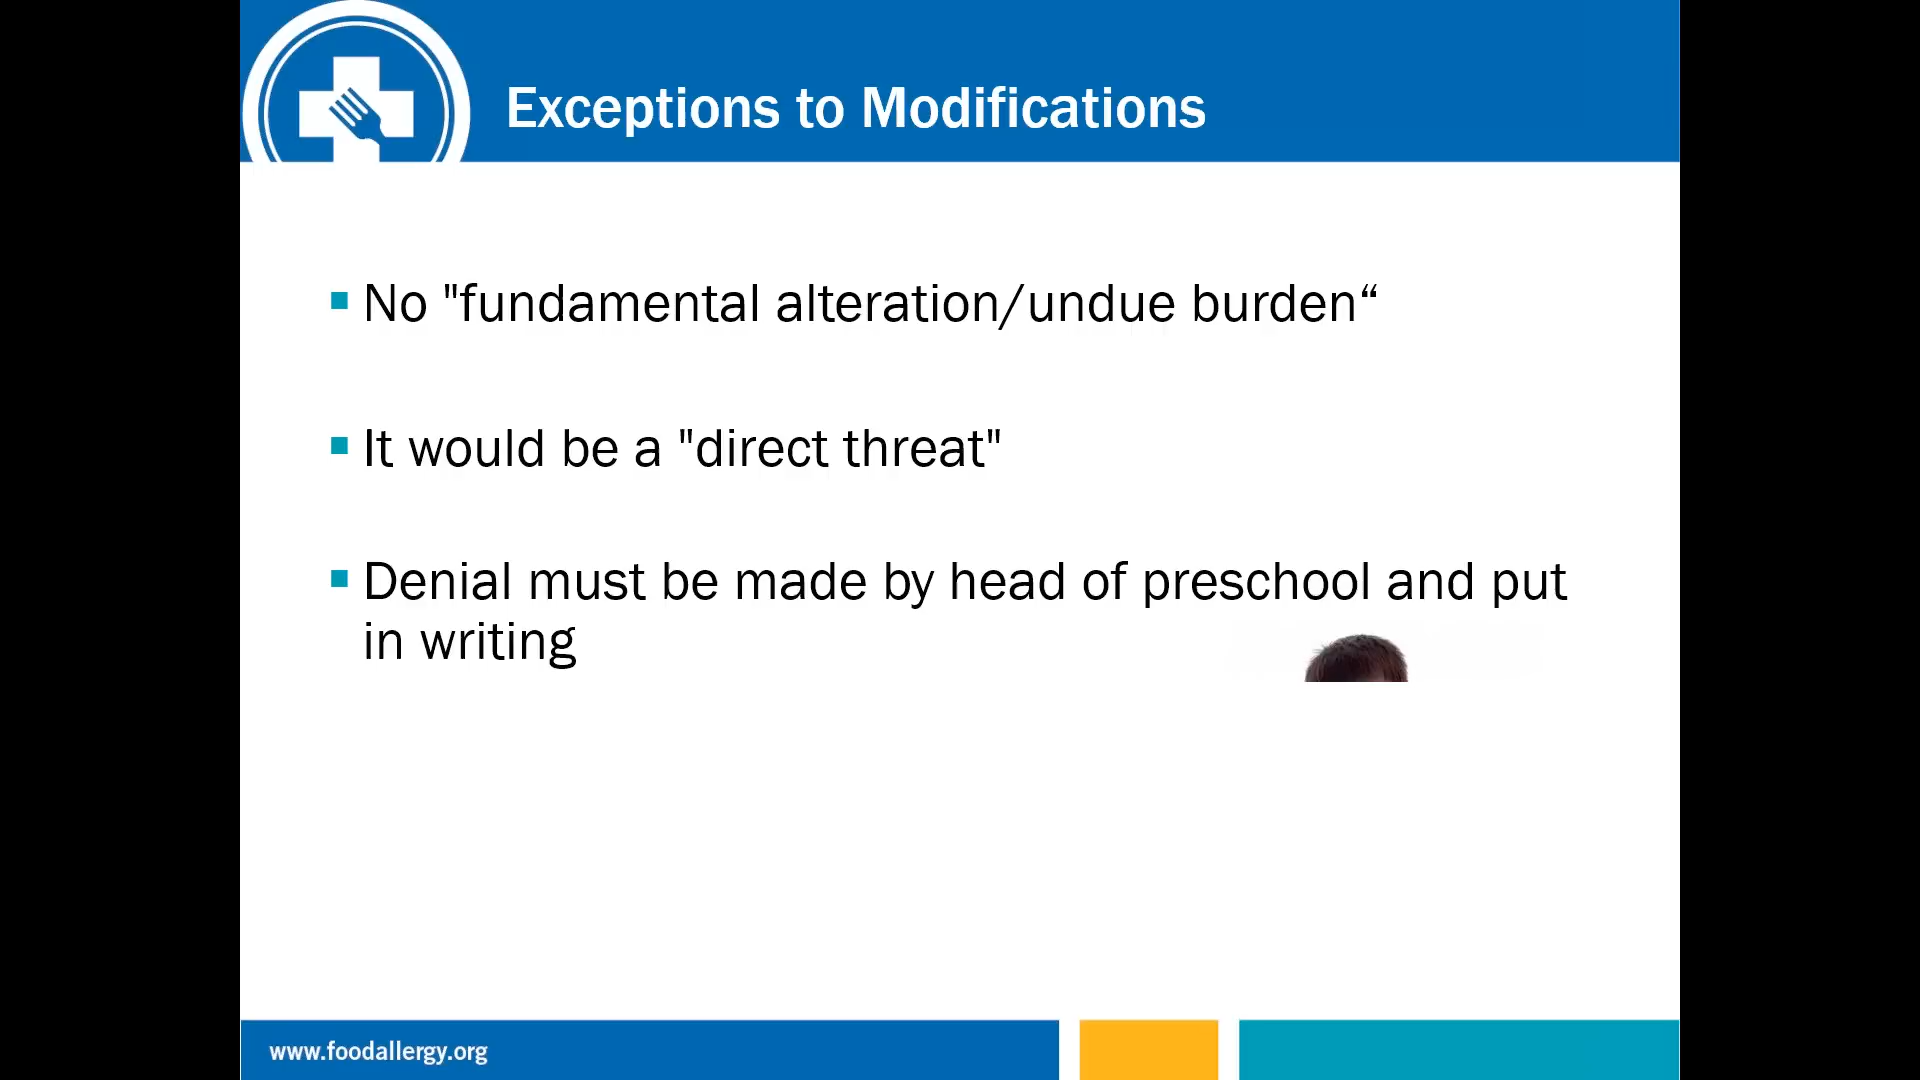 Exceptions to Modifications
No "fundamental alteration/undue burden“
It would be a "direct threat"
Denial must be made by head of preschool and put
in writing
www.foodallergy.org